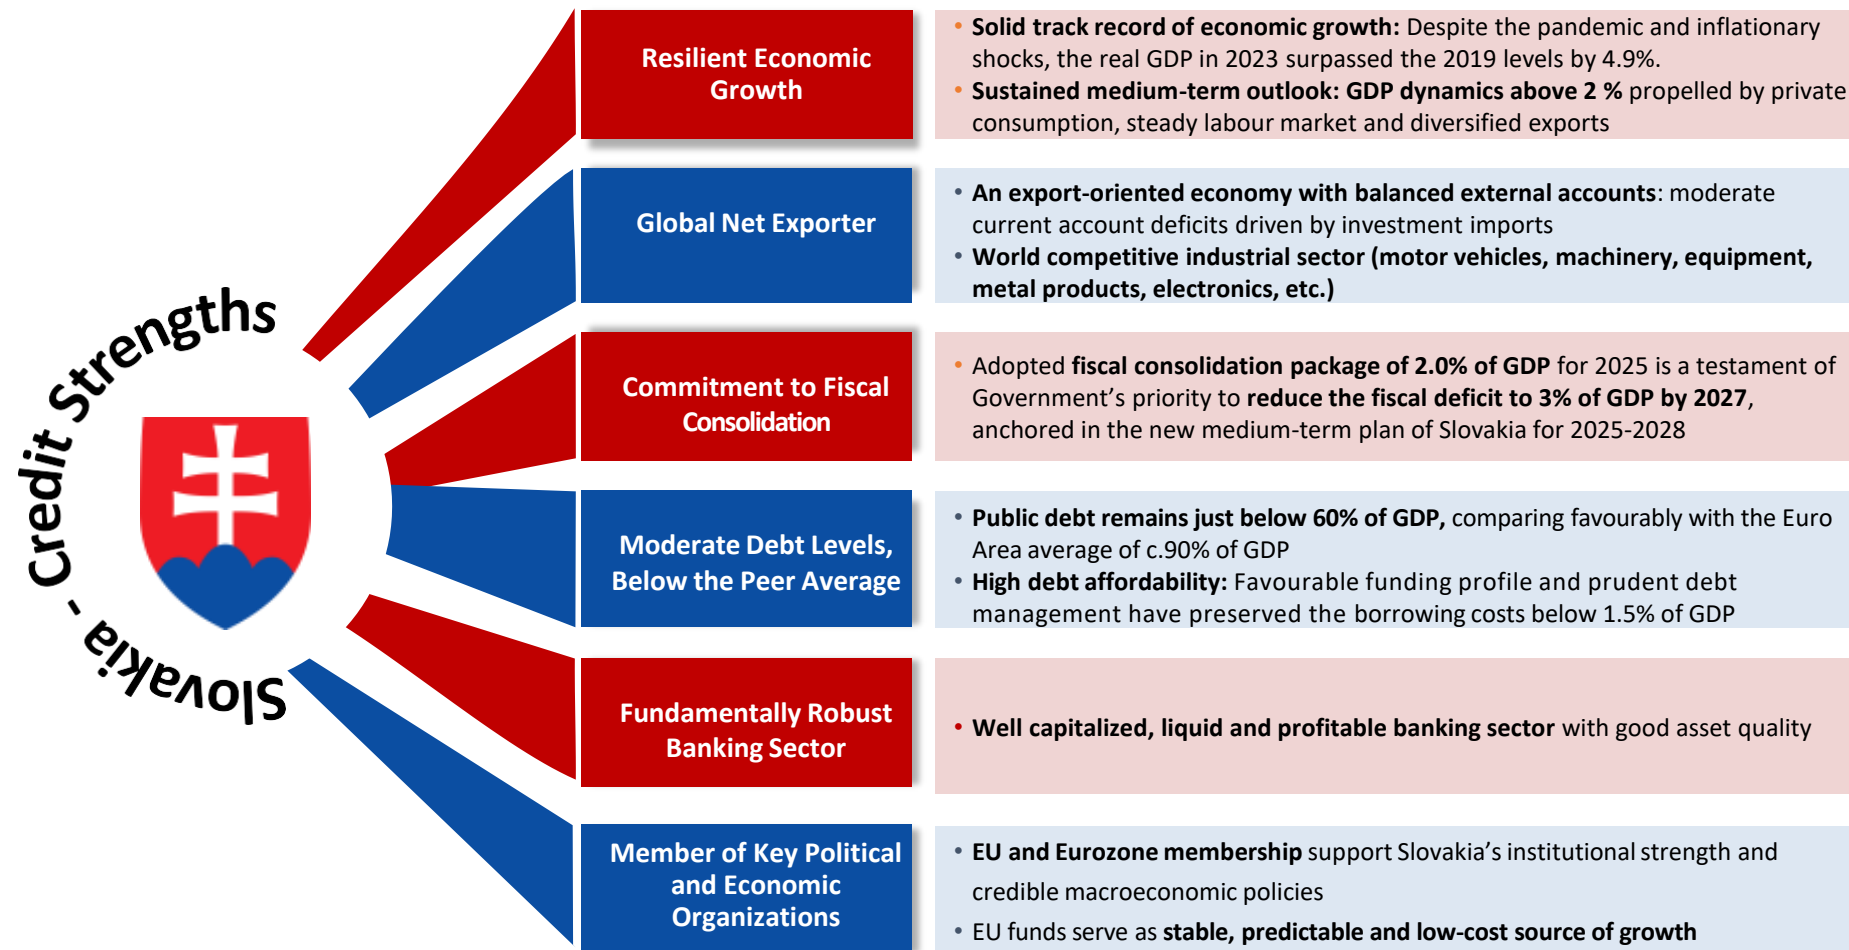 Slovakia - Credit Strengths
Resilient Economic
Growth
• Solid track record of economic growth: Despite the pandemic and inflationary
shocks, the real GDP in 2023 surpassed the 2019 levels by 4.9%.
• Sustained medium-term outlook: GDP dynamics above 2 % propelled by private
consumption, steady labour market and diversified exports
Global Net Exporter
• An export-oriented economy with balanced external accounts: moderate
current account deficits driven by investment imports
• World competitive industrial sector (motor vehicles, machinery, equipment,
metal products, electronics, etc.)
Commitment to Fiscal
Consolidation
• Adopted fiscal consolidation package of 2.0% of GDP for 2025 is a testament of
Government’s priority to reduce the fiscal deficit to 3% of GDP by 2027,
anchored in the new medium-term plan of Slovakia for 2025-2028
Moderate Debt Levels,
Below the Peer Average
• Public debt remains just below 60% of GDP, comparing favourably with the Euro
Area average of c.90% of GDP
• High debt affordability: Favourable funding profile and prudent debt
management have preserved the borrowing costs below 1.5% of GDP
Fundamentally Robust
Banking Sector
• Well capitalized, liquid and profitable banking sector with good asset quality
Member of Key Political
and Economic
Organizations
• EU and Eurozone membership support Slovakia’s institutional strength and
credible macroeconomic policies
• EU funds serve as stable, predictable and low-cost source of growth